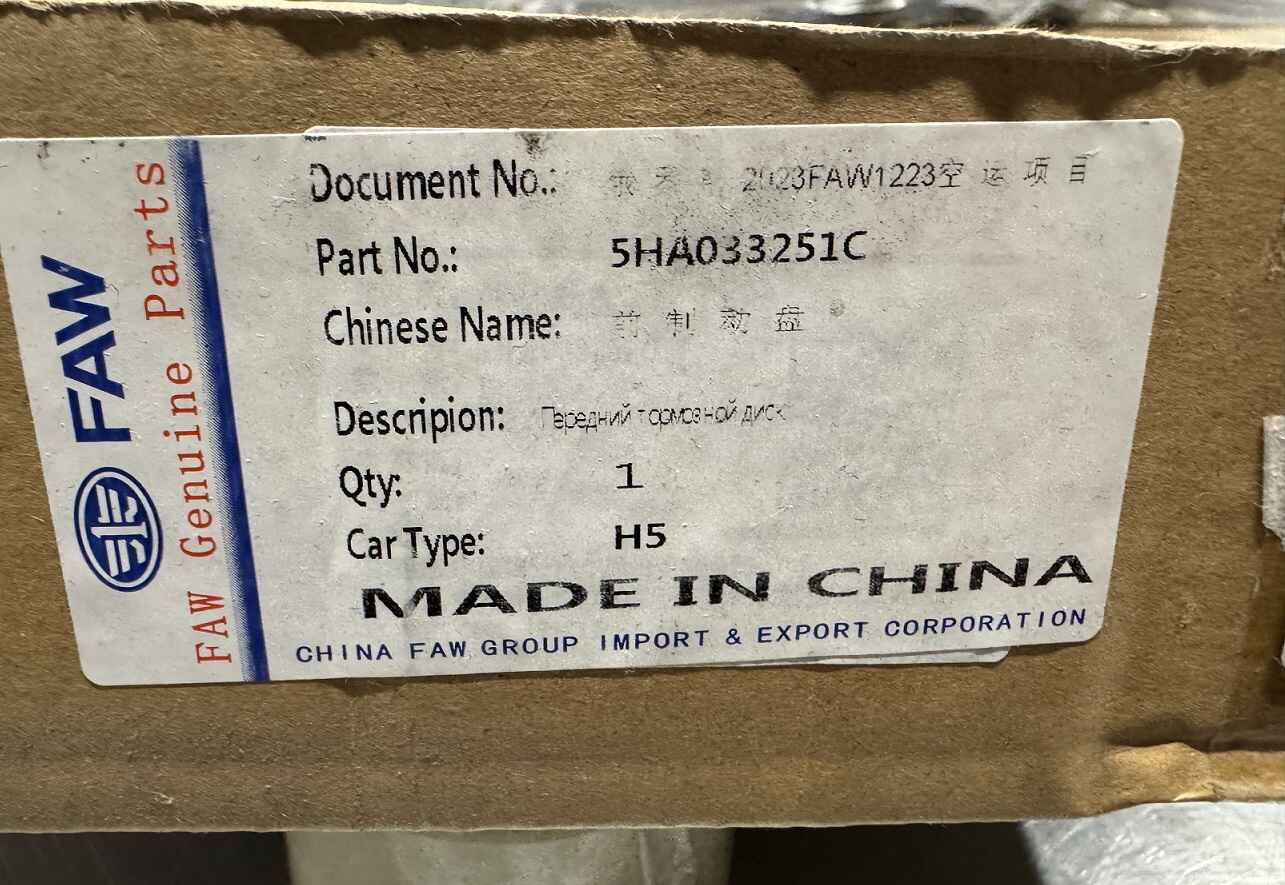 FAW
FAW Genuine Parts
Document No.: 2023FAW1223空运项目
Part No.: 5HA033251C
Chinese Name: 前制动盘
Descripion: Передний тормозной диск
Qty: 1
Car Type: H5
MADE IN CHINA
CHINA FAW GROUP IMPORT & EXPORT CORPORATION